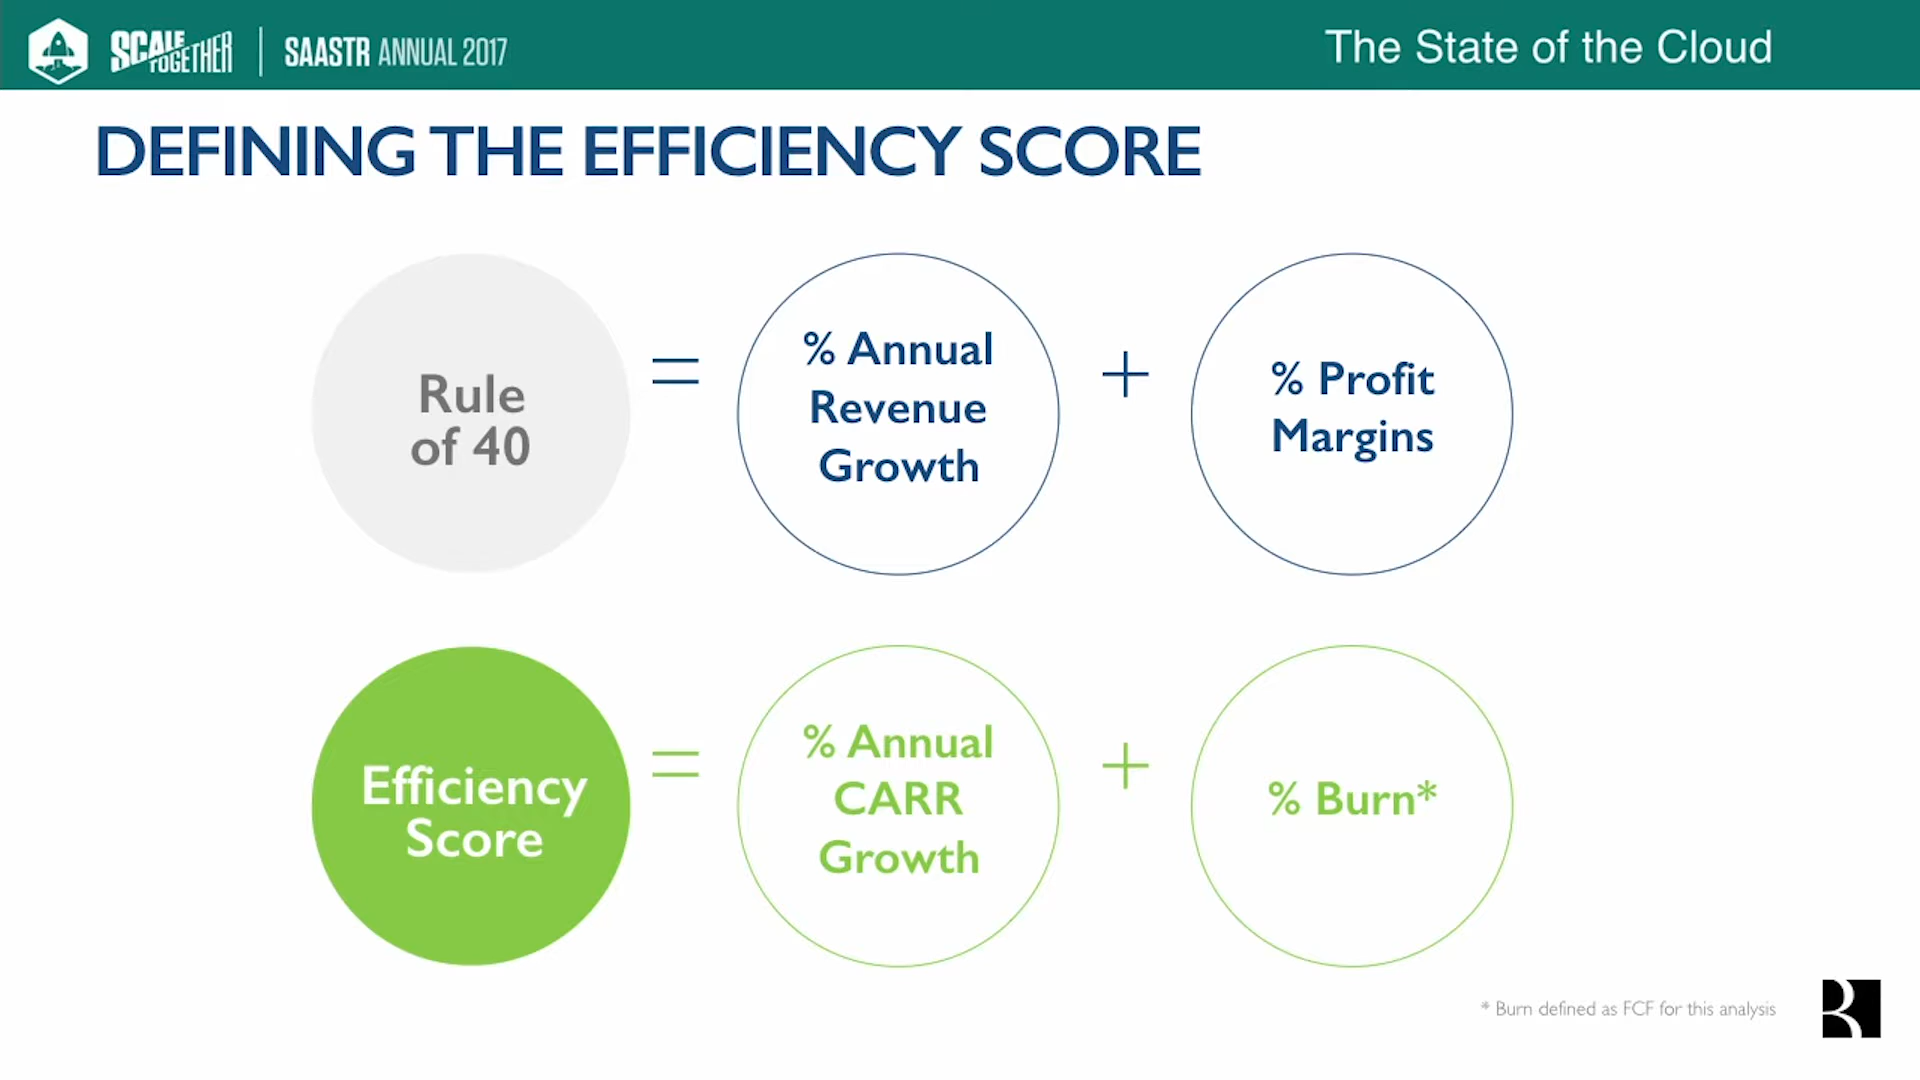 SCALE TOGETHER
SAASTR ANNUAL 2017
The State of the Cloud
DEFINING THE EFFICIENCY SCORE
Rule
of 40
=
% Annual
Revenue
Growth
+
% Profit
Margins
Efficiency
Score
=
% Annual
CARR
Growth
+
% Burn*
* Burn defined as FCF for this analysis